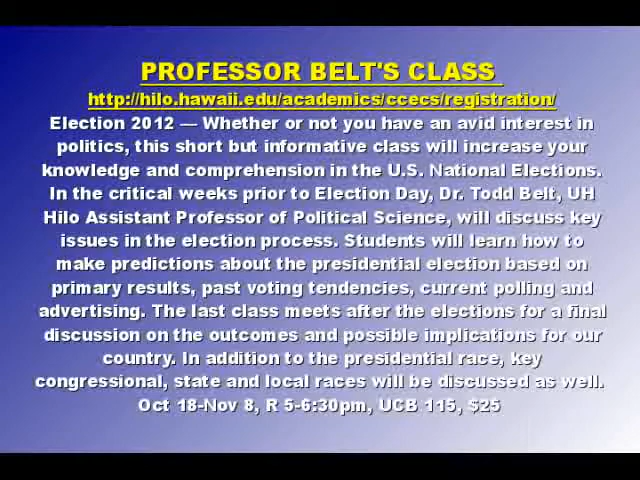 PROFESSOR BELT'S CLASS
http://hilo.hawaii.edu/academics/ccecs/registration/
Election 2012 — Whether or not you have an avid interest in
politics, this short but informative class will increase your
knowledge and comprehension in the U.S. National Elections.
In the critical weeks prior to Election Day, Dr. Todd Belt, UH
Hilo Assistant Professor of Political Science, will discuss key
issues in the election process. Students will learn how to
make predictions about the presidential election based on
primary results, past voting tendencies, current polling and
advertising. The last class meets after the elections for a final
discussion on the outcomes and possible implications for our
country. In addition to the presidential race, key
congressional, state and local races will be discussed as well.
Oct 18-Nov 8, R 5-6:30pm, UCB 115, $25